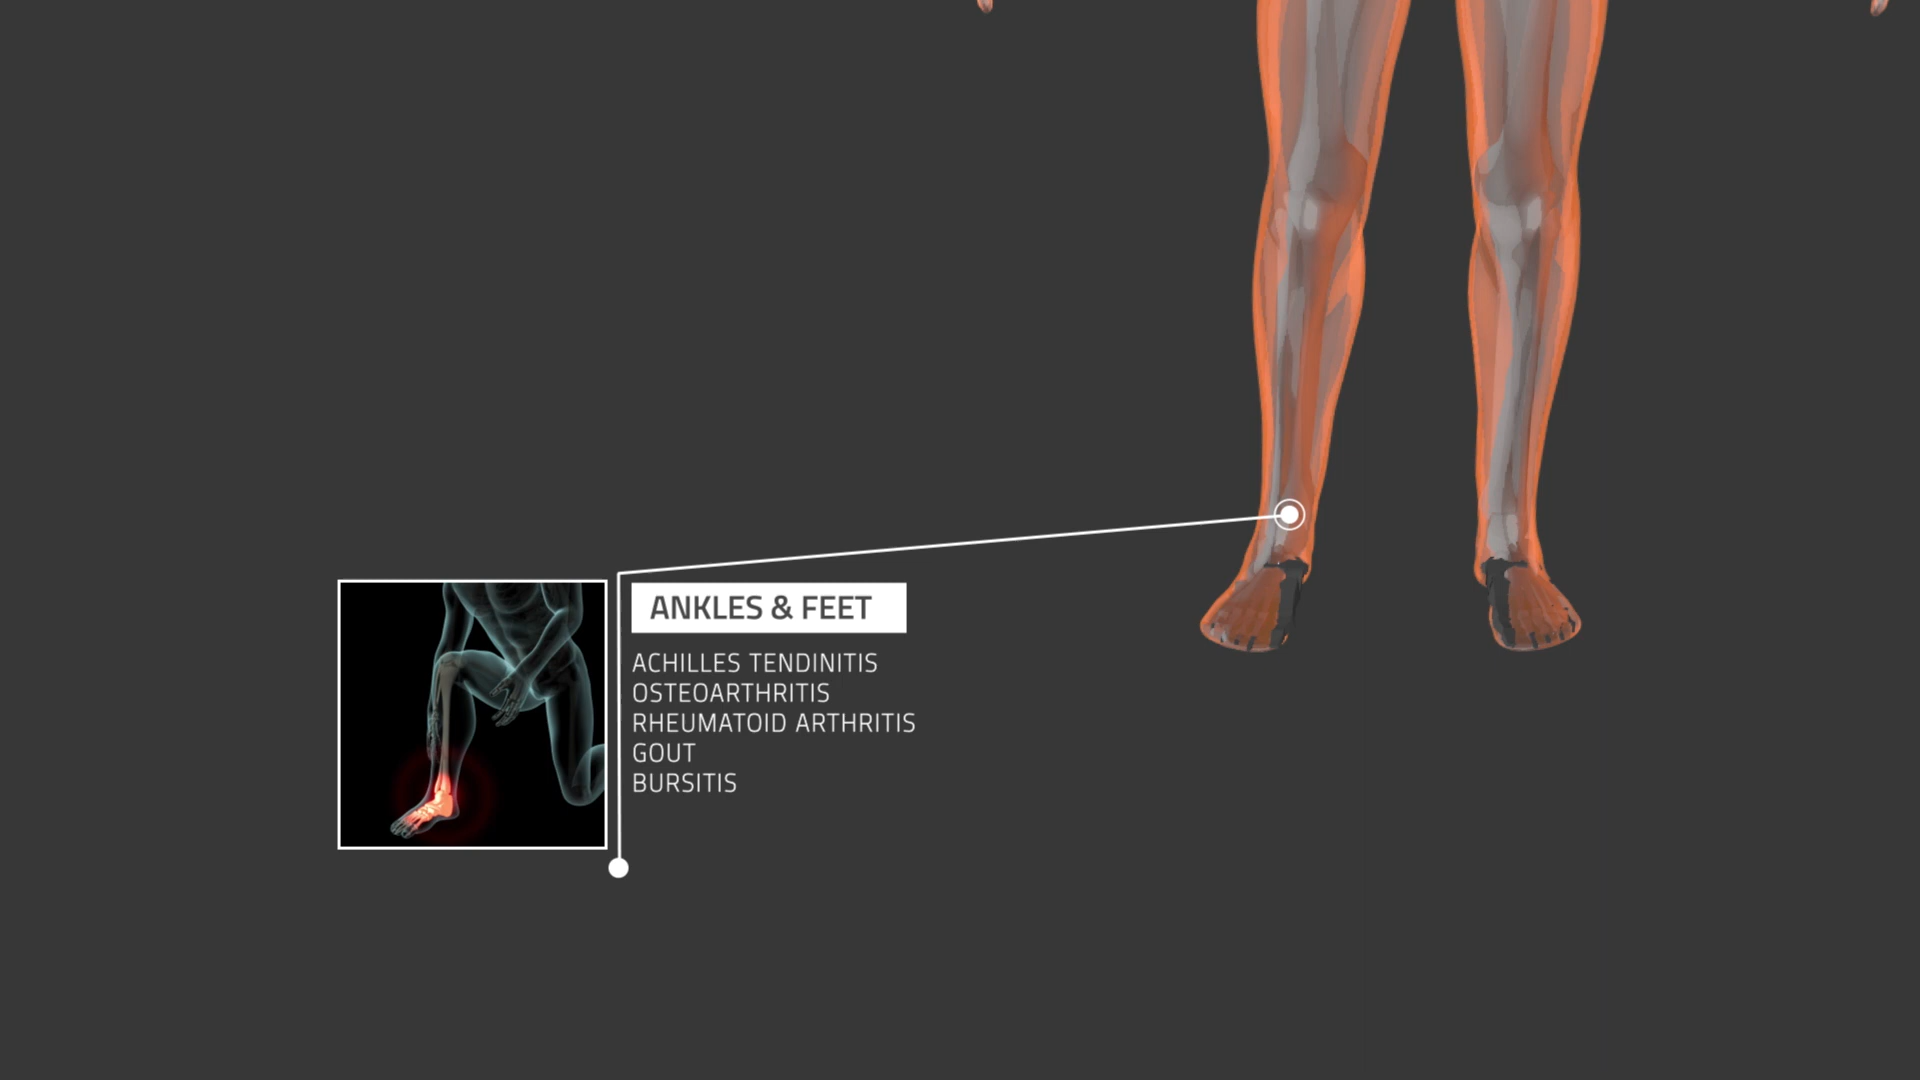 ANKLES & FEET
ACHILLES TENDINITIS
OSTEOARTHRITIS
RHEUMATOID ARTHRITIS
GOUT
BURSITIS